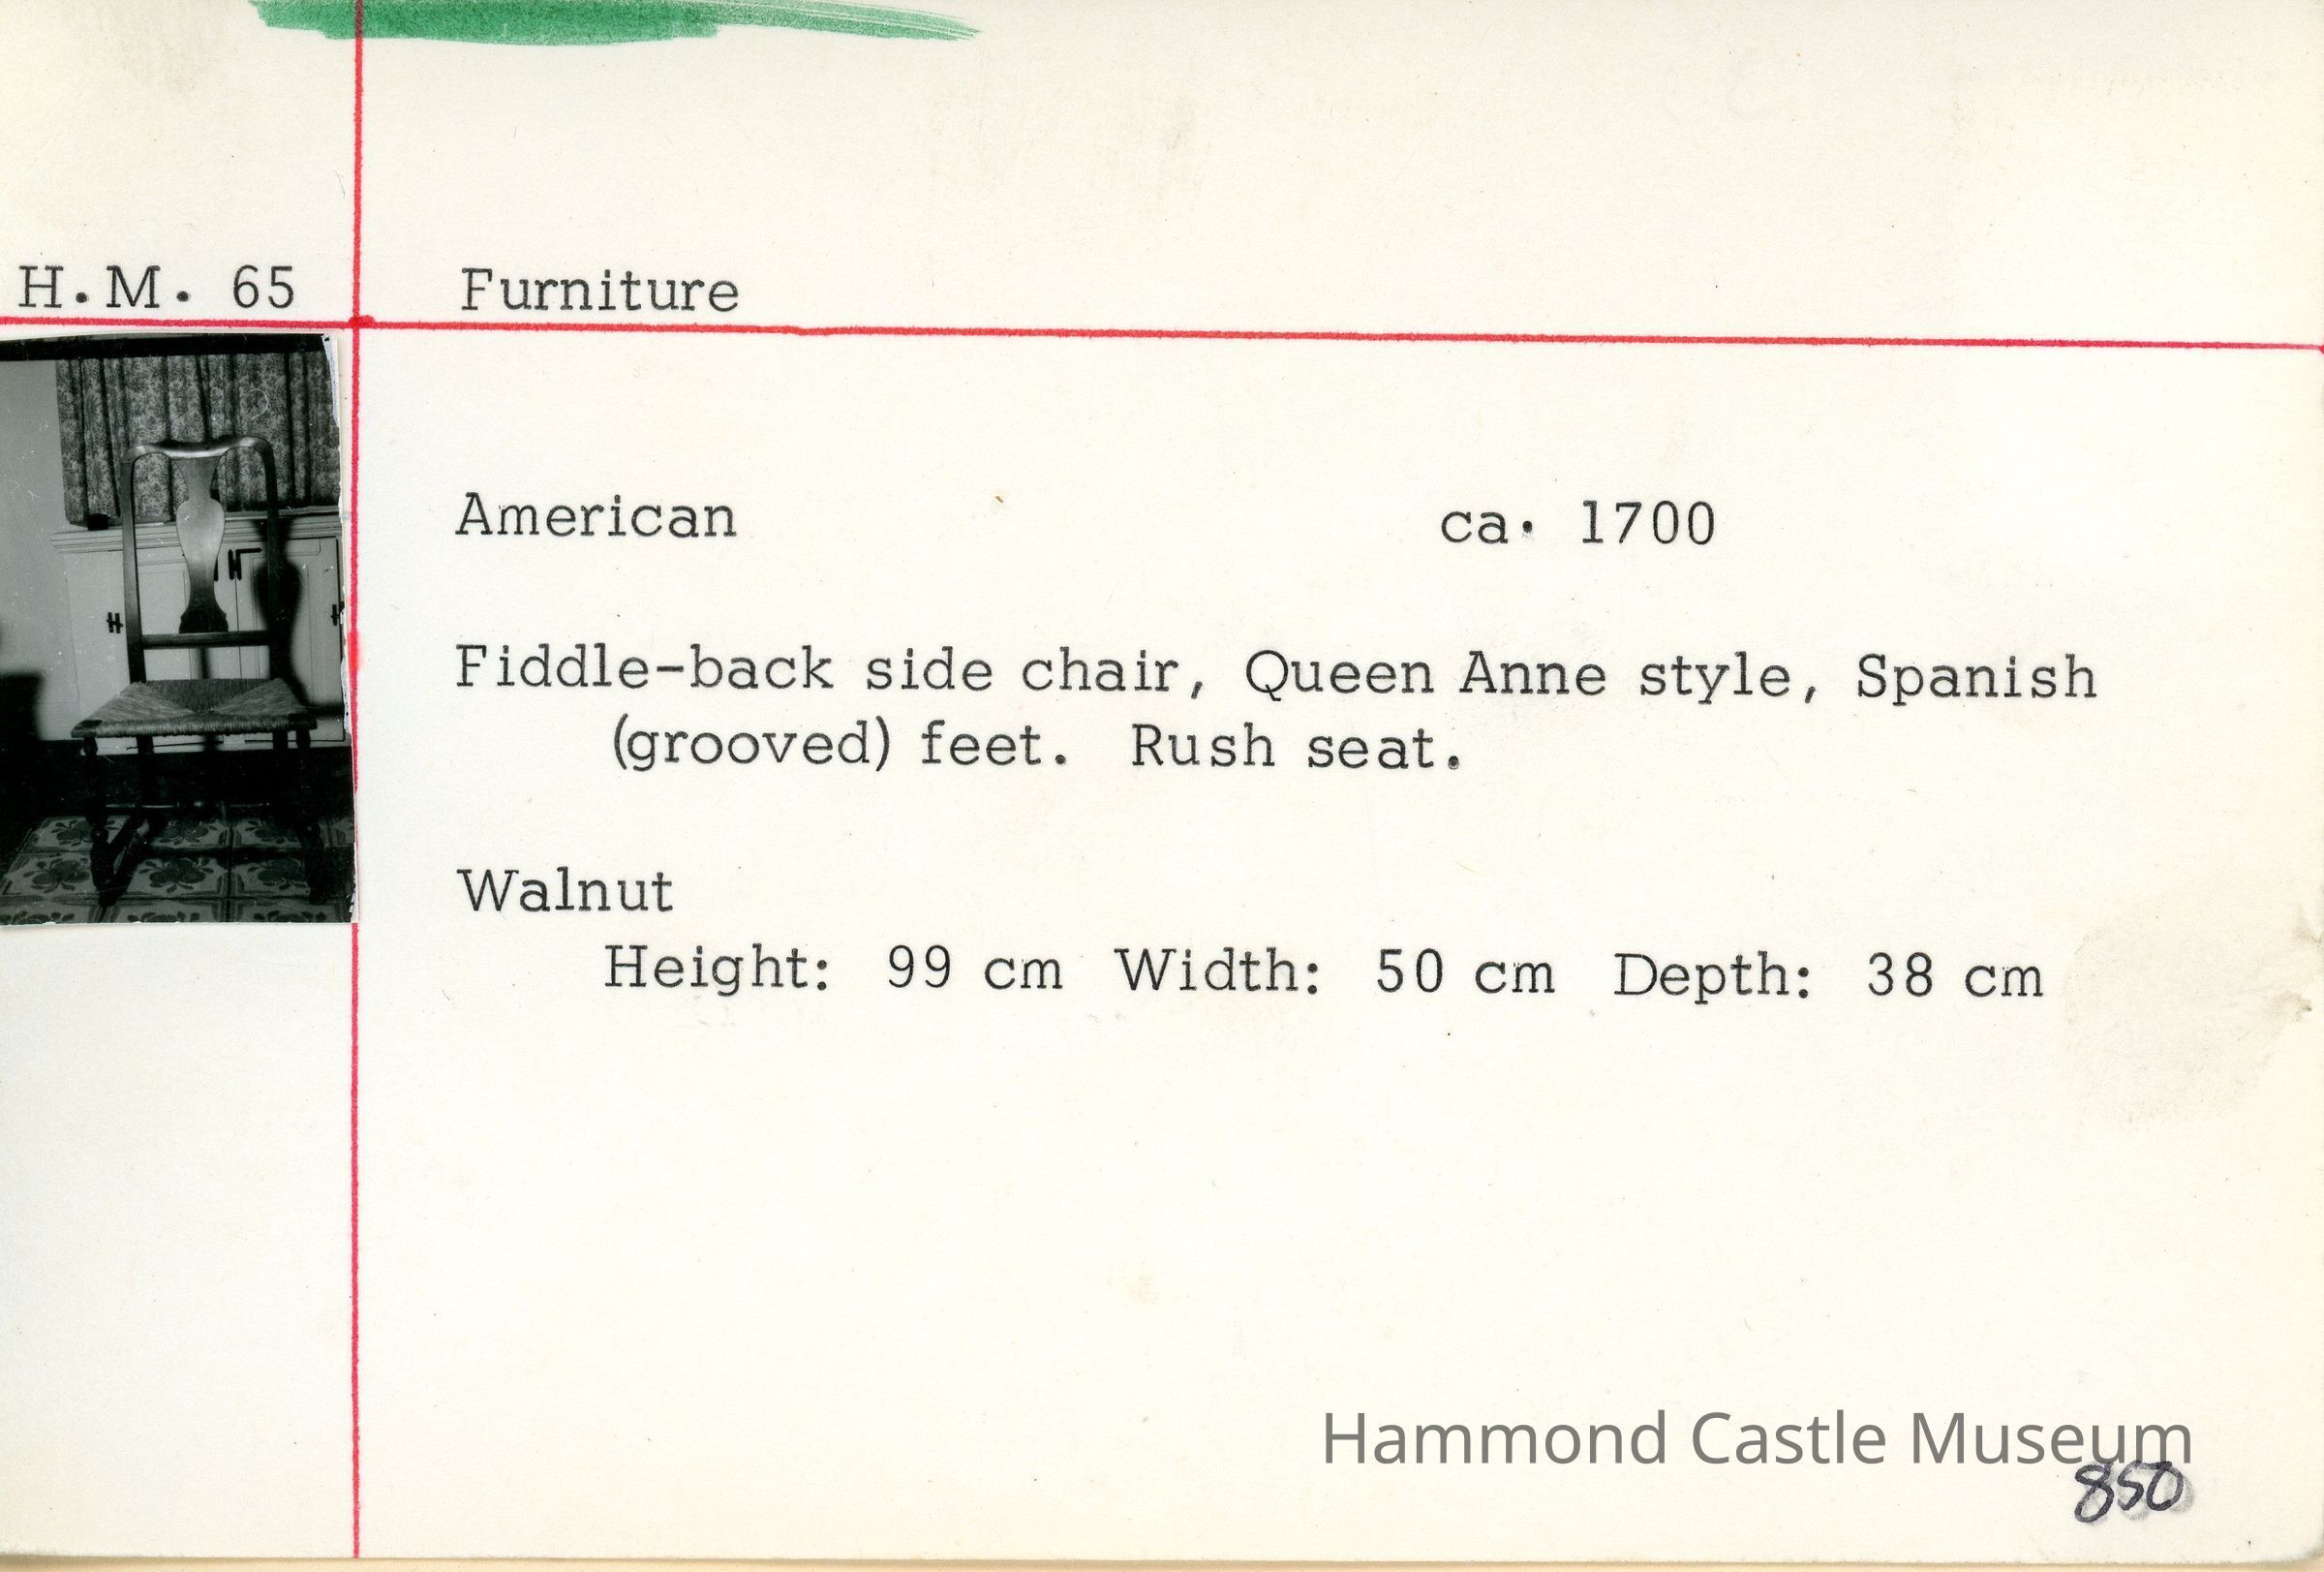 H.M. 65 Furniture
American ca. 1700
Fiddle-back side chair, Queen Anne style, Spanish
(grooved) feet. Rush seat.
Walnut
Height: 99 cm Width: 50 cm Depth: 38 cm
Hammond Castle Museum
850